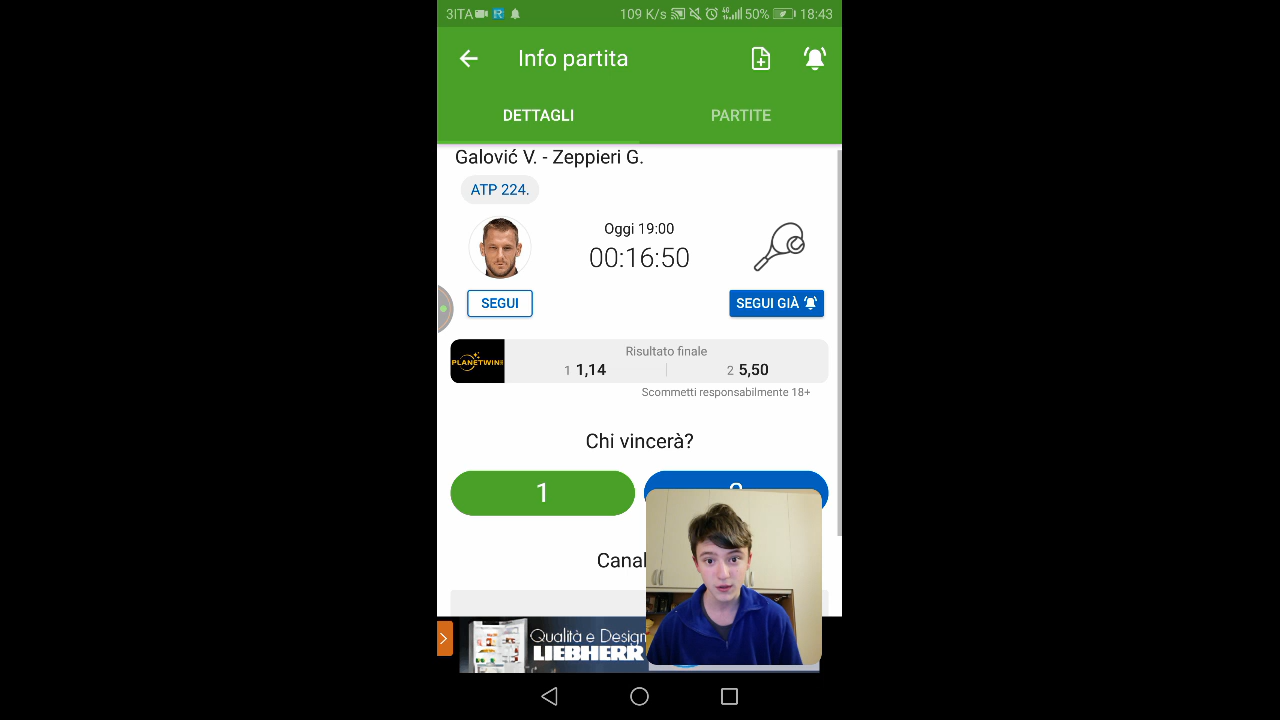 3ITA
109 K/s 4G 50% 18:43
Info partita
DETTAGLI PARTITE
Galović V. - Zeppieri G.
ATP 224.
Oggi 19:00
00:16:50
SEGUI
SEGUI GIÀ
PLANETWIN
Risultato finale
1 1,14 2 5,50
Scommetti responsabilmente 18+
Chi vincerà?
1
Canal
Qualità e Design
LIEBHERR